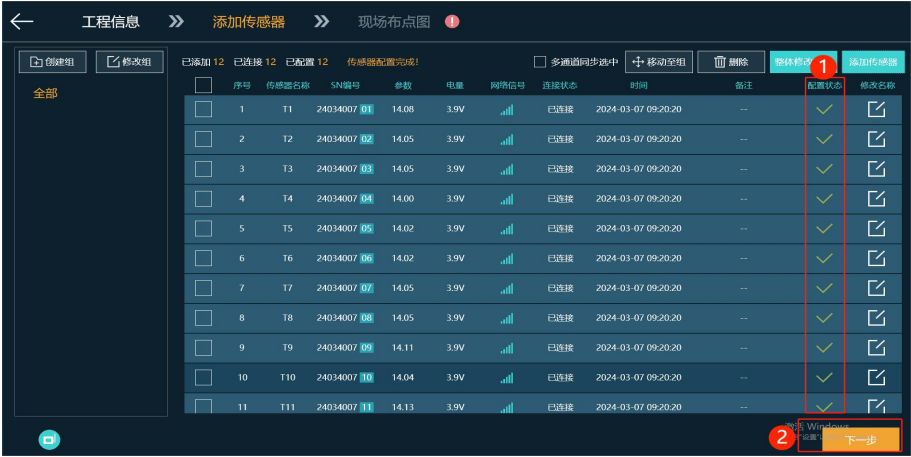 工程信息 添加传感器 现场布点图
创建组 修改组 已添加 12 已连接 12 已配置 12 传感器配置完成! 多通道同步选中 移动至组 删除 整体修改 添加传感器
1
全部
序号 传感器名称 SN编号 参数 电量 网络信号 连接状态 时间 备注 配置状态 修改名称
1 T1 24034007 01 14.08 3.9V 已连接 2024-03-07 09:20:20 --
2 T2 24034007 02 14.05 3.9V 已连接 2024-03-07 09:20:20 --
3 T3 24034007 03 14.05 3.9V 已连接 2024-03-07 09:20:20 --
4 T4 24034007 04 14.00 3.9V 已连接 2024-03-07 09:20:20 --
5 T5 24034007 05 14.02 3.9V 已连接 2024-03-07 09:20:20 --
6 T6 24034007 06 14.02 3.9V 已连接 2024-03-07 09:20:20 --
7 T7 24034007 07 14.05 3.9V 已连接 2024-03-07 09:20:20 --
8 T8 24034007 08 14.05 3.9V 已连接 2024-03-07 09:20:20 --
9 T9 24034007 09 14.11 3.9V 已连接 2024-03-07 09:20:20 --
10 T10 24034007 10 14.04 3.9V 已连接 2024-03-07 09:20:20 --
11 T11 24034007 11 14.13 3.9V 已连接 2024-03-07 09:20:20 --
激活 Windows
2
"设置"
下一步